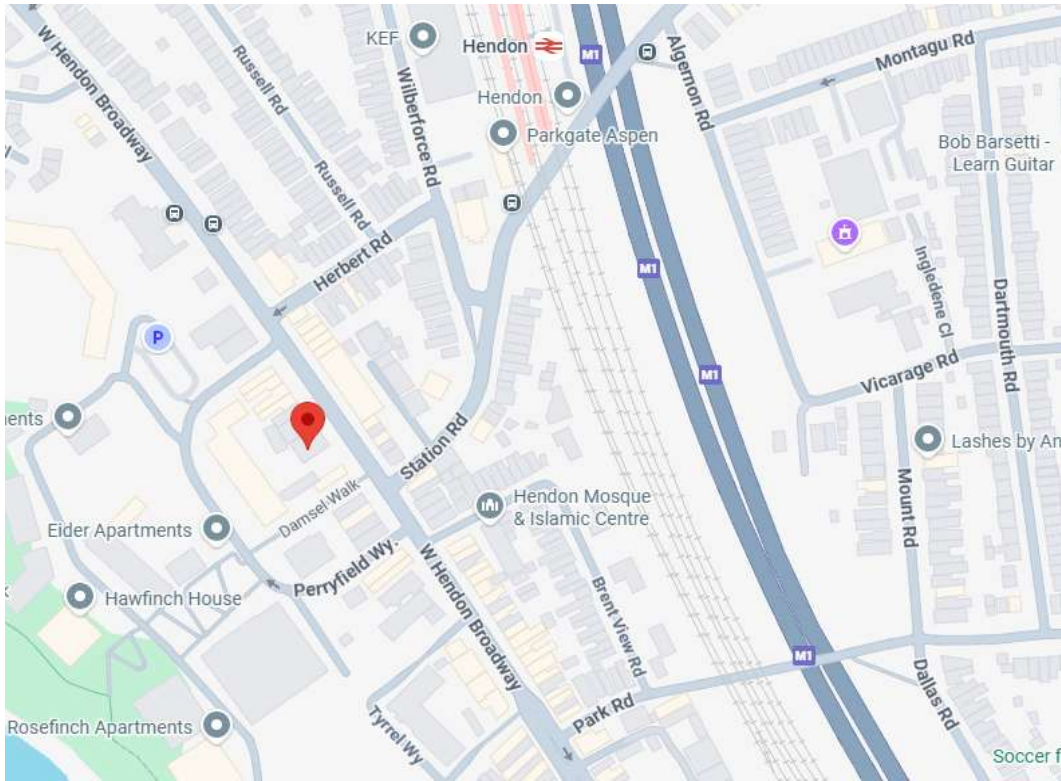 KEF
Hendon
M1
Algernon Rd
Montagu Rd
W Hendon Broadway
Russell Rd
Wilberforce Rd
Hendon
Parkgate Aspen
Bob Barsetti -
Learn Guitar
Russell Rd
Herbert Rd
M1
Ingledene Cl
Dartmouth Rd
P
M1
Vicarage Rd
ments
Station Rd
Lashes by An
Damsel Walk
Hendon Mosque
& Islamic Centre
Mount Rd
Eider Apartments
Perryfield Wy.
W Hendon Broadway
Hawfinch House
Brent View Rd
M1
Dallas Rd
Park Rd
Rosefinch Apartments
Tyrrel Wy
Soccer f